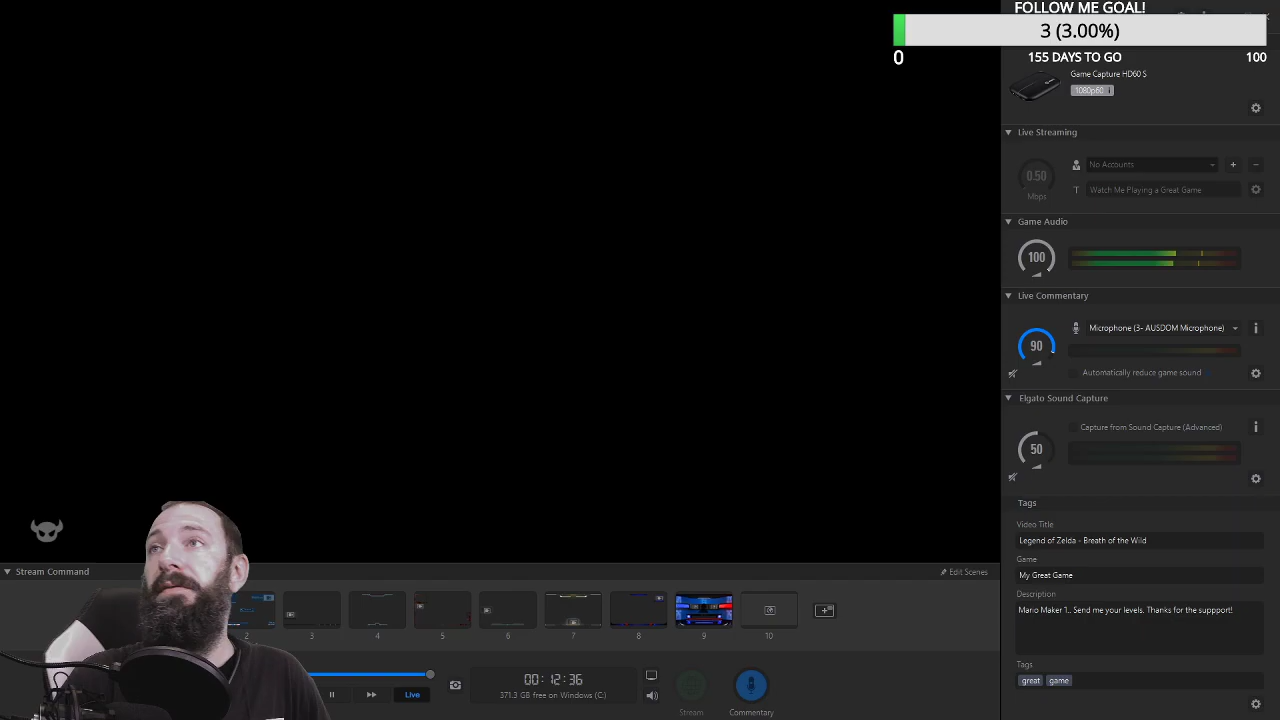 FOLLOW ME GOAL!
3 (3.00%)
0
155 DAYS TO GO
100
Game Capture HD60 S
1080p60 i
Live Streaming
0.50
Mbps
No Accounts
Watch Me Playing a Great Game
Game Audio
100
Live Commentary
90
Microphone (3- AUSDOM Microphone)
Automatically reduce game sound
Elgato Sound Capture
50
Capture from Sound Capture (Advanced)
Tags
Video Title
Legend of Zelda - Breath of the Wild
Game
My Great Game
Description
Mario Maker 1.. Send me your levels. Thanks for the suppport!
Tags
great game
Stream Command
Edit Scenes
2 3 4 5 6 7 8 9 10
Live
00:12:36
371.3 GB free on Windows (C:)
Stream
Commentary